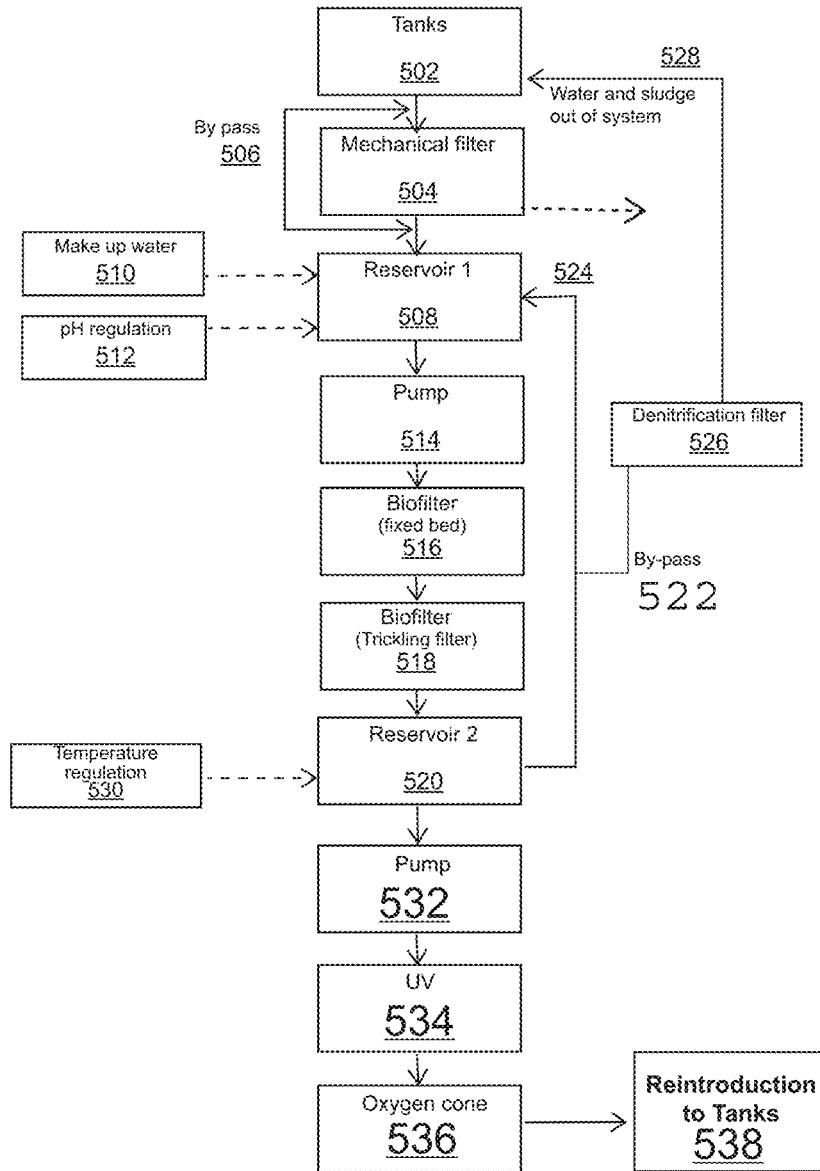 Tanks
502
528
Water and sludge
out of system
By pass
506
Mechanical filter
504
Make up water
510
Reservoir 1
508
524
pH regulation
512
Pump
514
Denitrification filter
526
Biofilter
(fixed bed)
516
By-pass
522
Biofilter
(Trickling filter)
518
Reservoir 2
520
Temperature
regulation
530
Pump
532
UV
534
Oxygen cone
536
Reintroduction
to Tanks
538